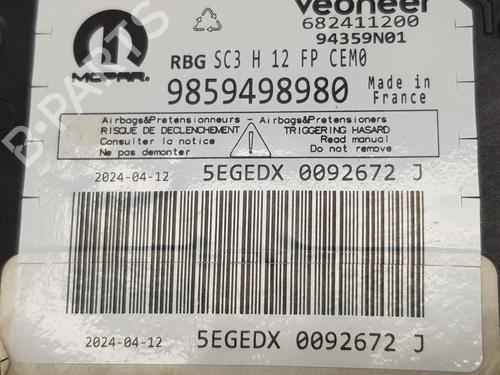 veoneer
682411200
94359N01
MOPAR.
RBG SC3 H 12 FP CEM0
9859498980
Made in
France
Airbags&Pretensionneurs - Airbags&Pretensioners
RISQUE DE DECLENCHEMENT
Consulter la notice
Ne pas demonter
TRIGGERING HASARD
Read manual
Do not remove
2024-04-12 5EGEDX 0092672 J
2024-04-12 5EGEDX 0092672 J
B-PARTS